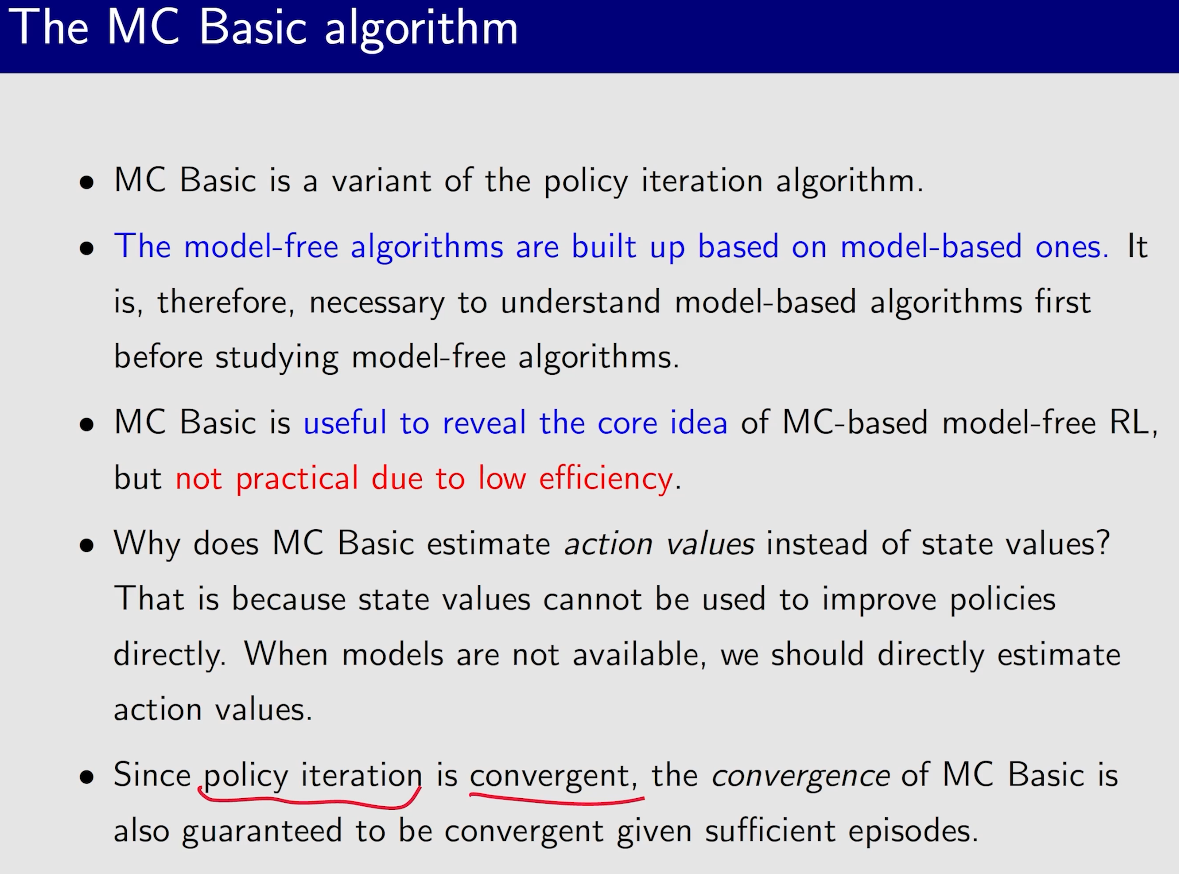 The MC Basic algorithm
• MC Basic is a variant of the policy iteration algorithm.
• The model-free algorithms are built up based on model-based ones. It
is, therefore, necessary to understand model-based algorithms first
before studying model-free algorithms.
• MC Basic is useful to reveal the core idea of MC-based model-free RL,
but not practical due to low efficiency.
• Why does MC Basic estimate action values instead of state values?
That is because state values cannot be used to improve policies
directly. When models are not available, we should directly estimate
action values.
• Since policy iteration is convergent, the convergence of MC Basic is
also guaranteed to be convergent given sufficient episodes.